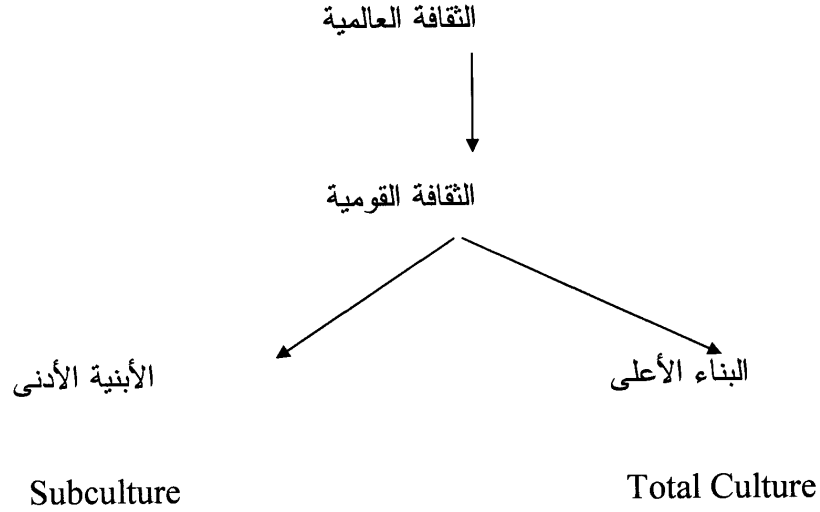 الثقافة العالمية
الثقافة القومية
البناء الأعلى
الأبنية الأدنى
Total Culture
Subculture